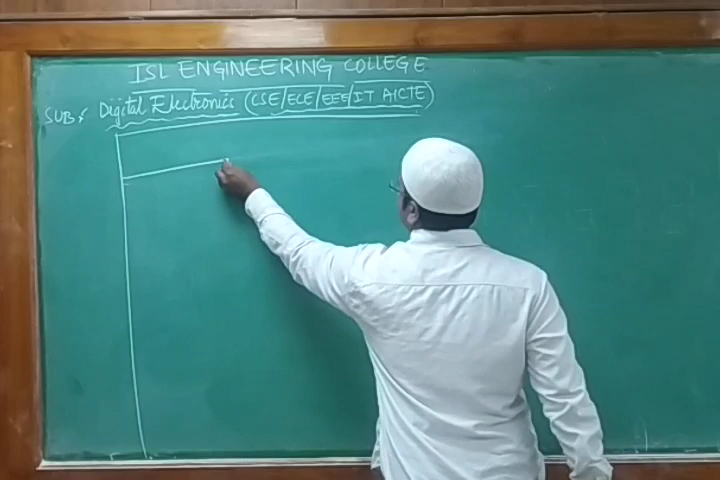 ISL ENGINEERING COLLEGE
SUB:- Digital Electronics (CSE/ECE/EEE/IT AICTE)